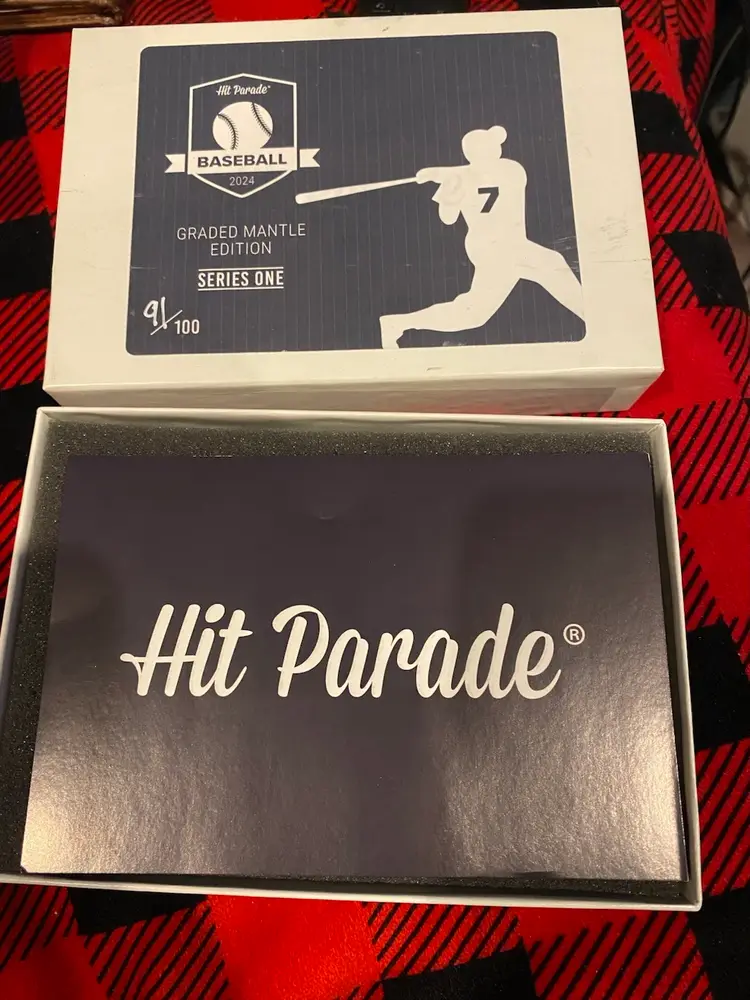 Hit Parade®
BASEBALL
2024
GRADED MANTLE
EDITION
SERIES ONE
91/100
7
Hit Parade®